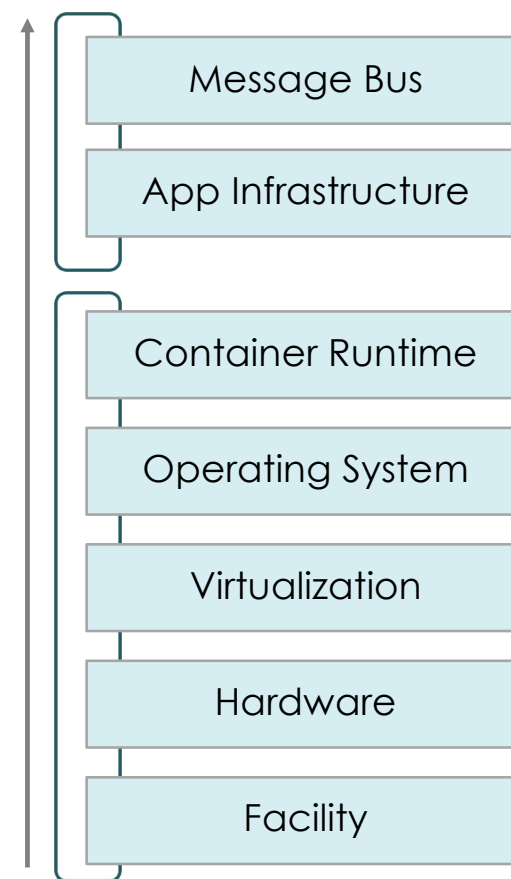 Message Bus
App Infrastructure
Container Runtime
Operating System
Virtualization
Hardware
Facility